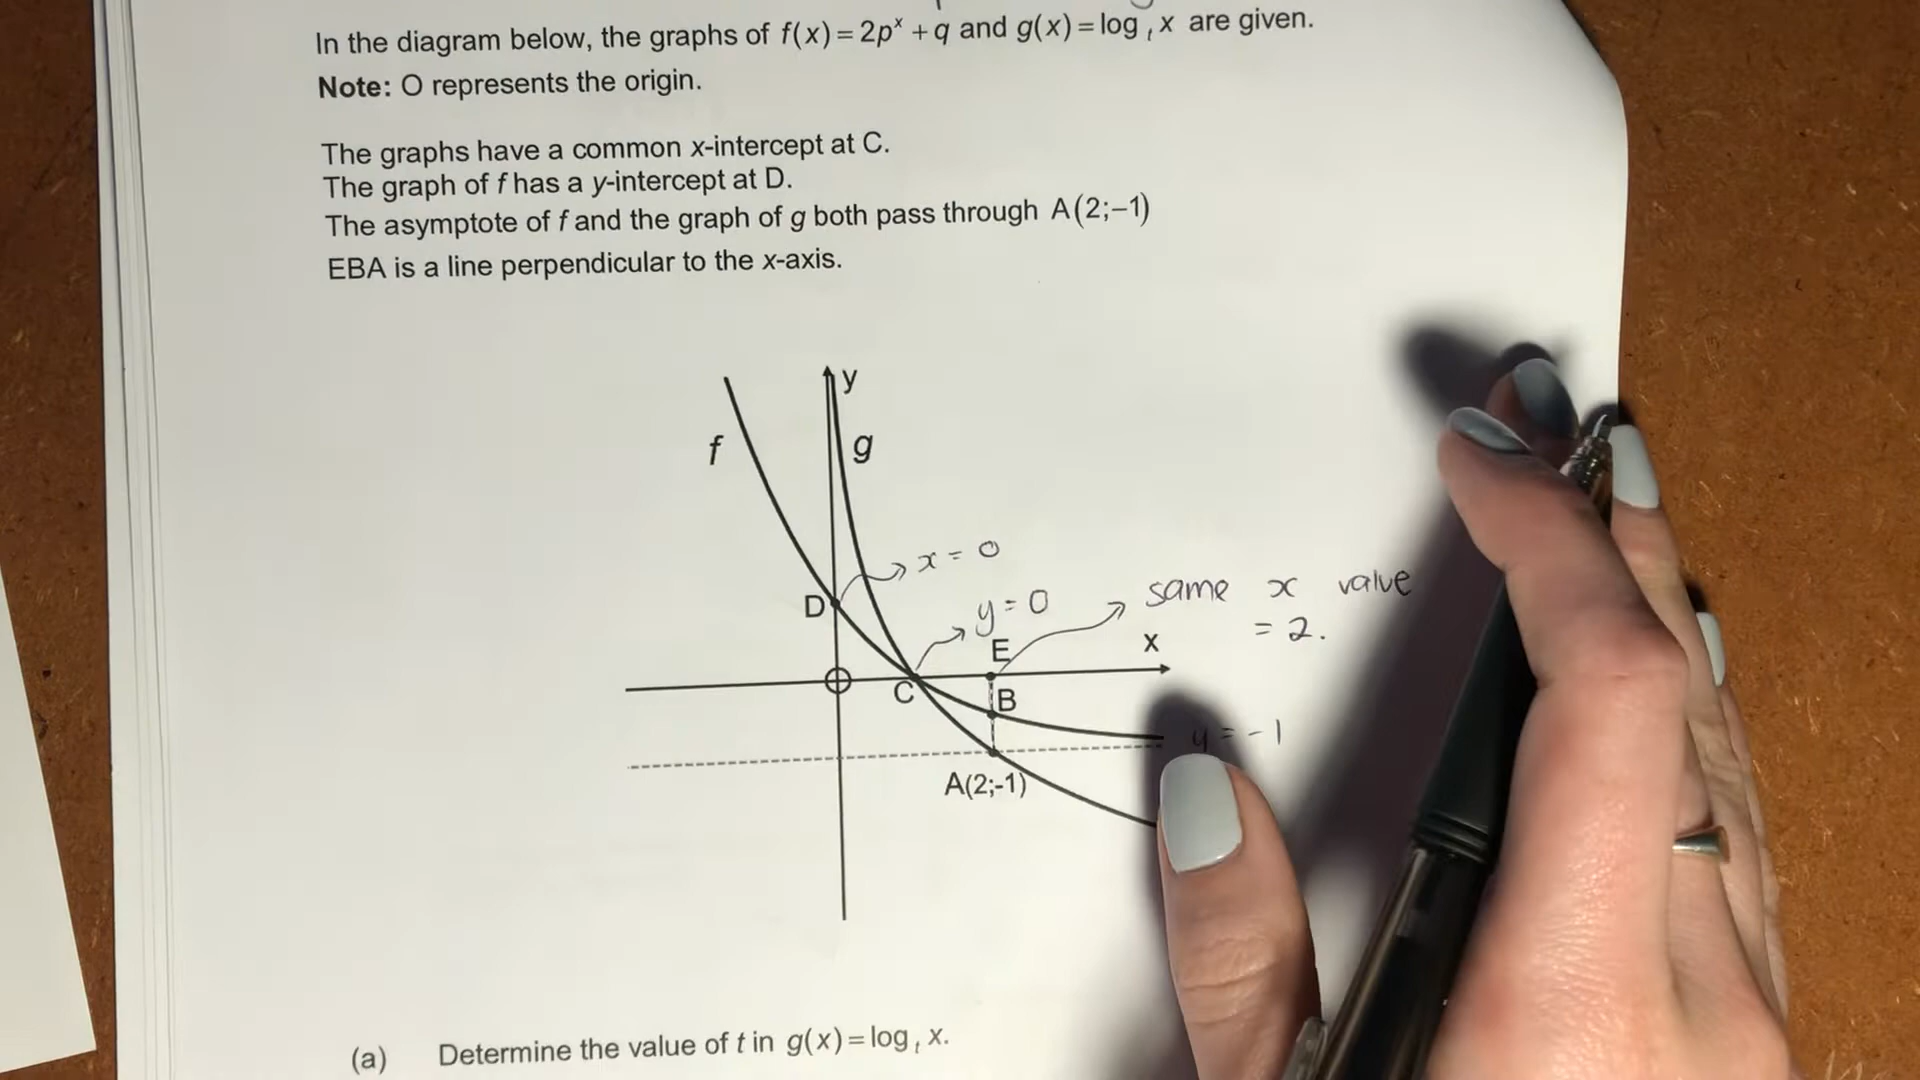 In the diagram below, the graphs of f(x) = 2pˣ + q and g(x) = log ₜ x are given.
Note: O represents the origin.
The graphs have a common x-intercept at C.
The graph of f has a y-intercept at D.
The asymptote of f and the graph of g both pass through A(2;−1)
EBA is a line perpendicular to the x-axis.
y
f
g
x = 0
D
y = 0
same x value
= 2.
E
x
C
B
y = -1
A(2;-1)
(a) Determine the value of t in g(x) = log ₜ x.